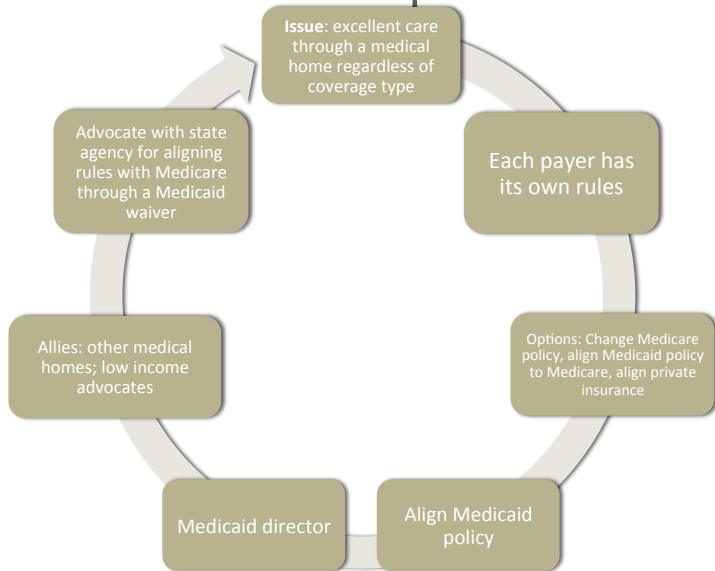 Issue: excellent care
through a medical
home regardless of
coverage type
Each payer has
its own rules
Options: Change Medicare
policy, align Medicaid policy
to Medicare, align private
insurance
Align Medicaid
policy
Medicaid director
Allies: other medical
homes; low income
advocates
Advocate with state
agency for aligning
rules with Medicare
through a Medicaid
waiver